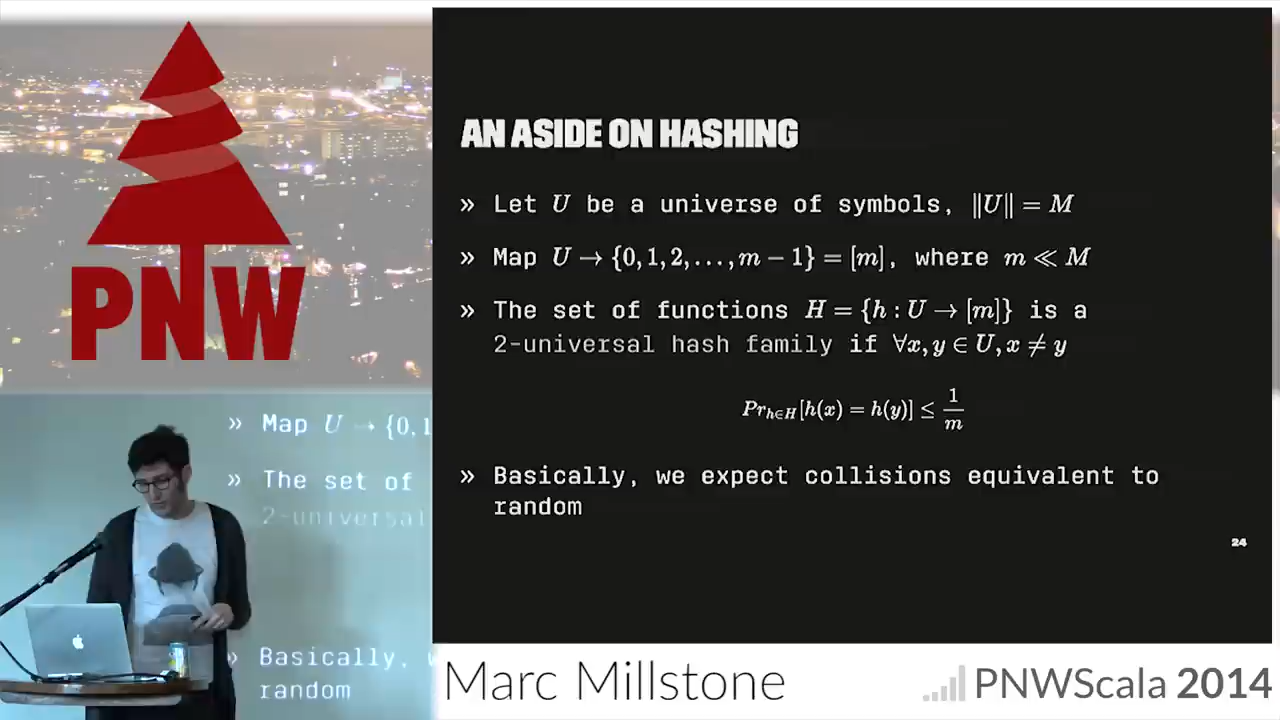 PNW
AN ASIDE ON HASHING
» Let U be a universe of symbols, ‖U‖ = M
» Map U → {0, 1, 2, …, m − 1} = [m], where m ≪ M
» The set of functions H = {h : U → [m]} is a
2-universal hash family if ∀x, y ∈ U, x ≠ y
Pr_{h∈H}[h(x) = h(y)] ≤ 1/m
» Basically, we expect collisions equivalent to
random
24
» Map U → {0, 1
» The set of
2-universal
» Basically,
random
Marc Millstone
PNWScala 2014